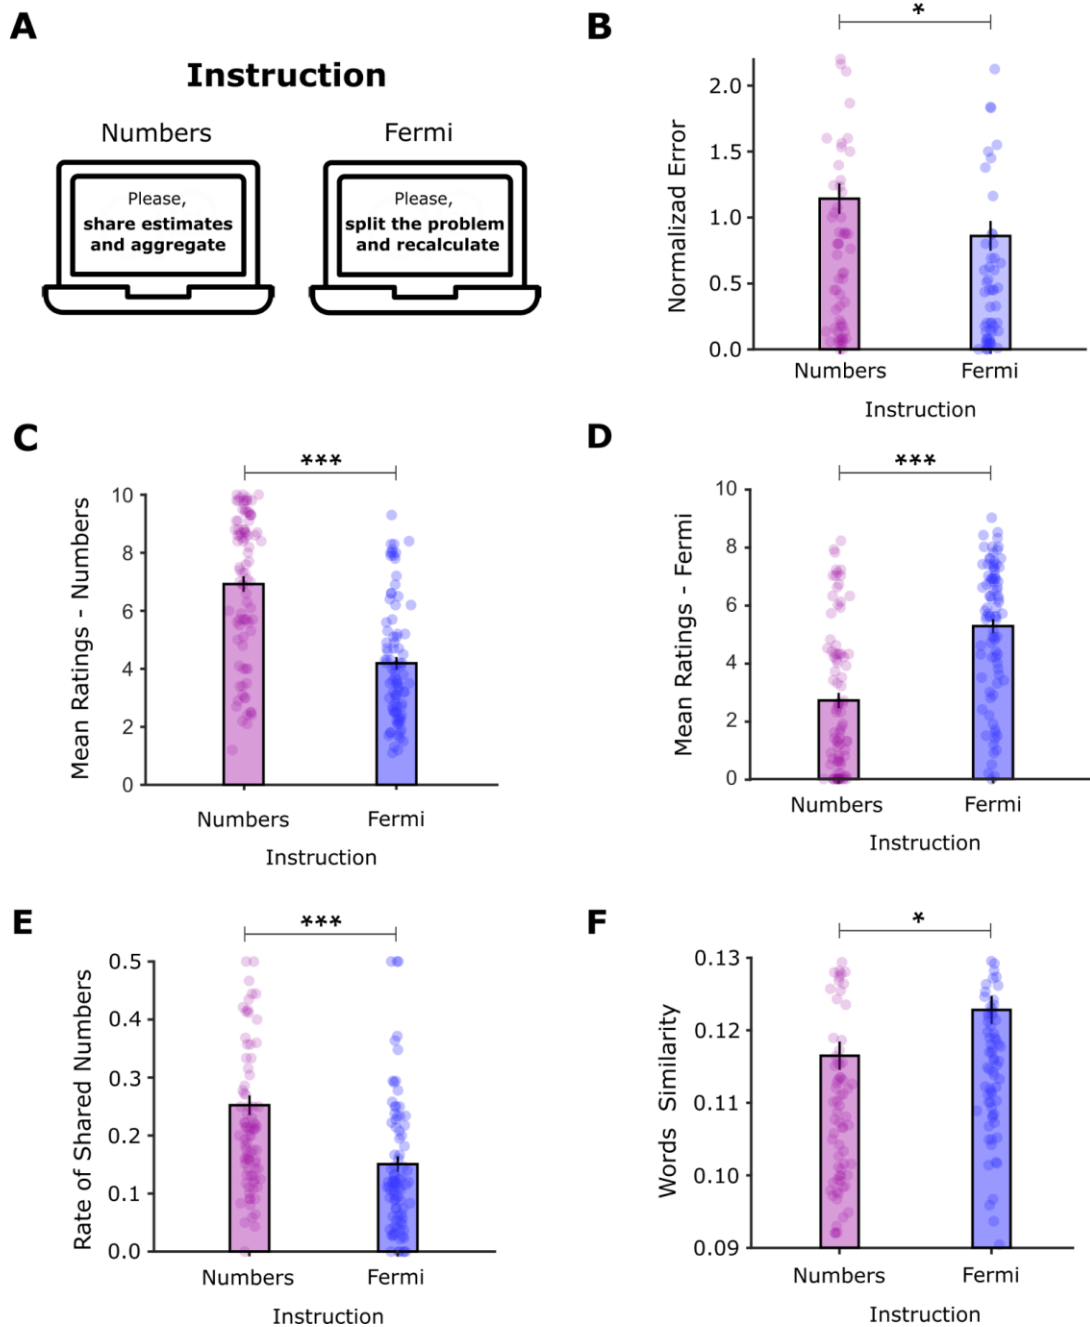 A
Instruction
Numbers
Fermi
Please,
share estimates
and aggregate
Please,
split the problem
and recalculate
B
*
Normalizad Error
2.0
1.5
1.0
0.5
0.0
Numbers
Fermi
Instruction
C
***
Mean Ratings - Numbers
10
8
6
4
2
0
Numbers
Fermi
Instruction
D
***
Mean Ratings - Fermi
10
8
6
4
2
0
Numbers
Fermi
Instruction
E
***
Rate of Shared Numbers
0.5
0.4
0.3
0.2
0.1
0.0
Numbers
Fermi
Instruction
F
*
Words Similarity
0.13
0.12
0.11
0.10
0.09
Numbers
Fermi
Instruction